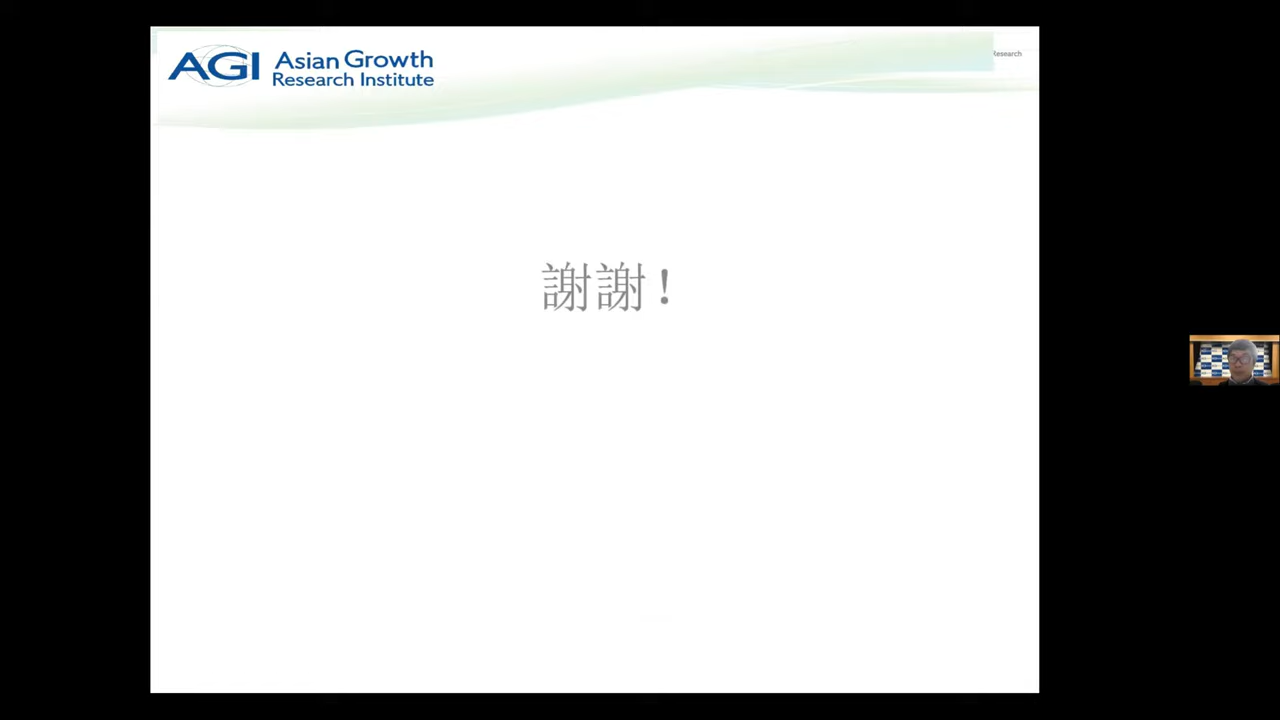 AGI Asian Growth
Research Institute
Research
謝謝！